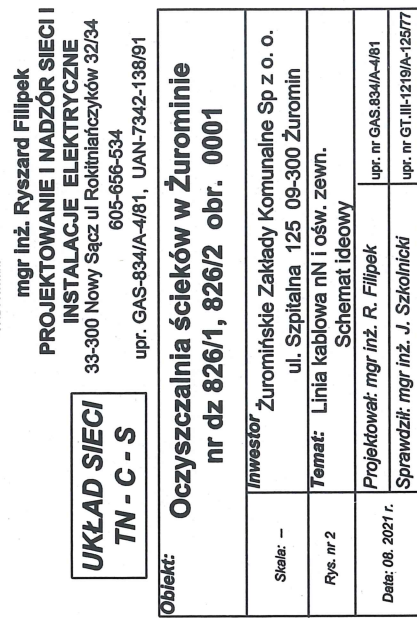 mgr inż. Ryszard Filipek
PROJEKTOWANIE I NADZÓR SIECI I
INSTALACJE ELEKTRYCZNE
33-300 Nowy Sącz ul Rokitniańczyków 32/34
605-656-534
upr. GAS-834/A-4/81, UAN-7342-138/91
UKŁAD SIECI
TN - C - S
Obiekt:
Oczyszczalnia ścieków w Żurominie
nr dz 826/1, 826/2 obr. 0001
Skala: –
Inwestor Żuromińskie Zakłady Komunalne Sp z o. o.
ul. Szpitalna 125 09-300 Żuromin
Rys. nr 2
Temat: Linia kablowa nN i ośw. zewn.
Schemat ideowy
Data: 08. 2021 r.
Projektował: mgr inż. R. Filipek
upr. nr GAS.834/A-4/81
Sprawdził: mgr inż. J. Szkolnicki
upr. nr GT.III-1219/A-125/77